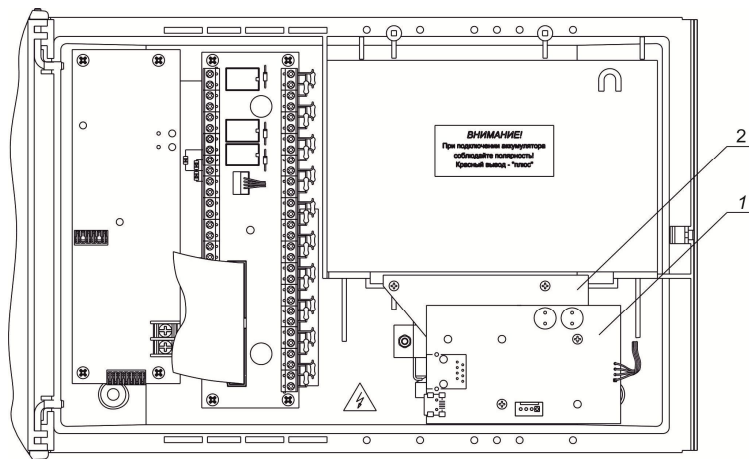 ВНИМАНИЕ!
При подключении аккумулятора
соблюдайте полярность!
Красный вывод - "плюс"
2
1